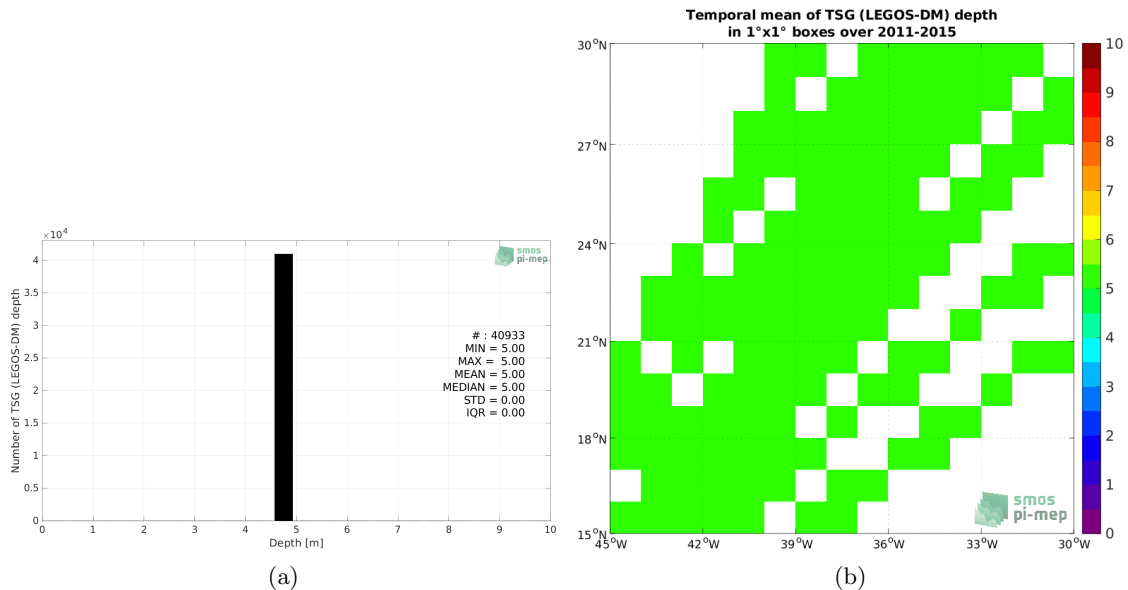 ×10⁴
4
3.5
3
2.5
2
1.5
1
0.5
0
Number of TSG (LEGOS-DM) depth
smos
pi-mep
# : 40933
MIN = 5.00
MAX = 5.00
MEAN = 5.00
MEDIAN = 5.00
STD = 0.00
IQR = 0.00
0 1 2 3 4 5 6 7 8 9 10
Depth [m]
(a)
Temporal mean of TSG (LEGOS-DM) depth
in 1°x1° boxes over 2011-2015
30°N
27°N
24°N
21°N
18°N
15°N
45°W 42°W 39°W 36°W 33°W 30°W
smos
pi-mep
10
9
8
7
6
5
4
3
2
1
0
(b)